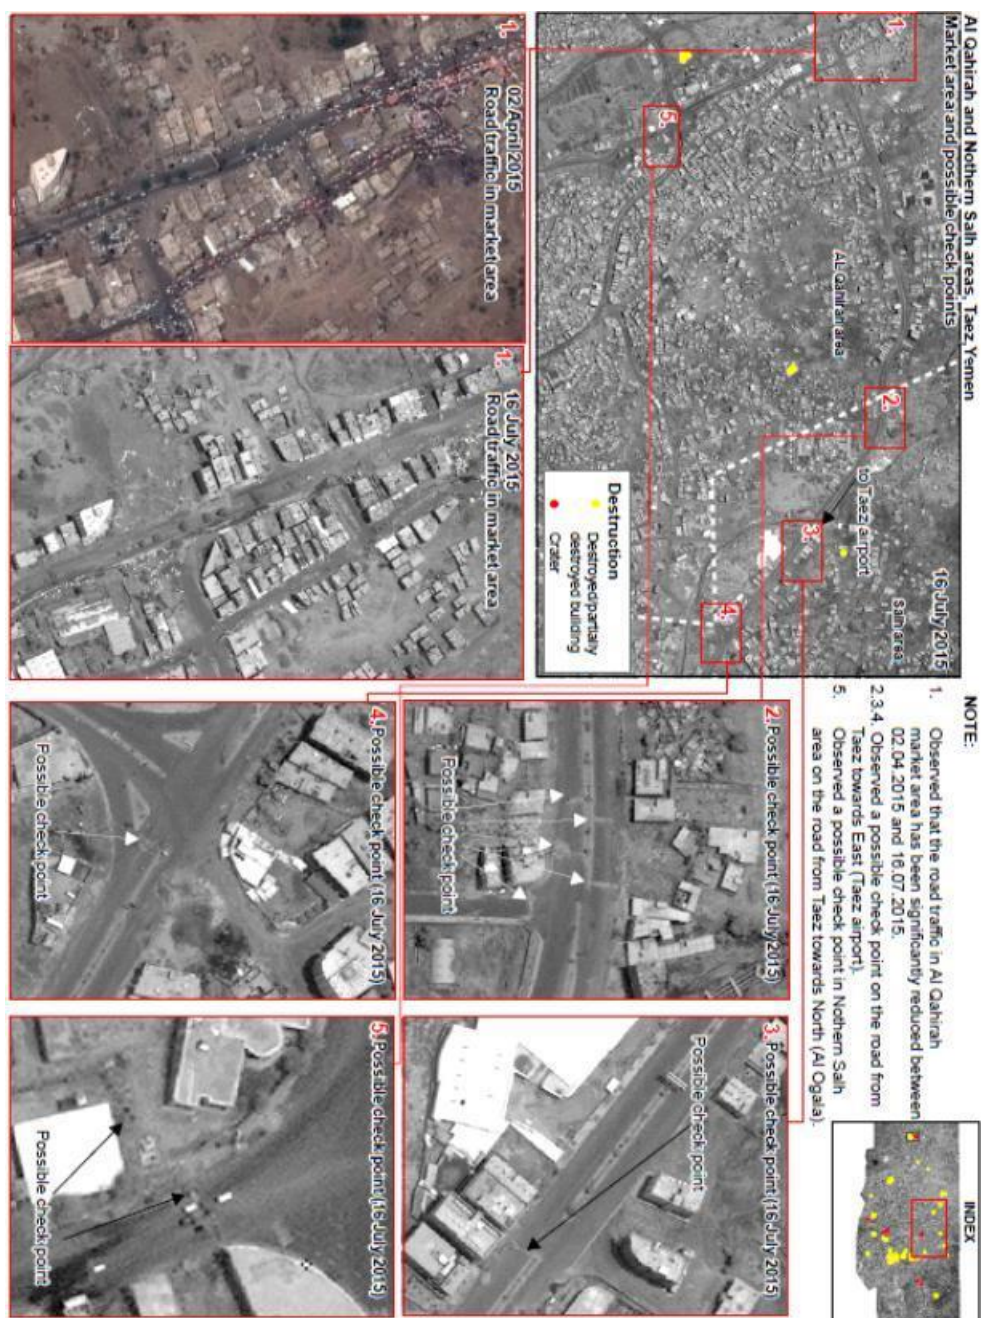 Al Qahirah and Nothern Salh areas, Taez, Yemen
Market area and possible check points
16 July 2015
1.
5.
AL Qahirah area
2.
to Taez airport
3.
Salh area
4.
Destruction
Destroyed/partially
destroyed building
Crater
NOTE:
1. Observed that the road traffic in Al Qahirah
market area has been significantly reduced between
02.04.2015 and 16.07.2015.
2.3.4. Observed a possible check point on the road from
Taez towards East (Taez airport).
5. Observed a possible check point in Nothern Salh
area on the road from Taez towards North (Al Ogala).
INDEX
1.
02 April 2015
Road traffic in market area
1.
16 July 2015
Road traffic in market area
2. Possible check point (16 July 2015)
Possible check point
3. Possible check point (16 July 2015)
Possible check point
4. Possible check point (16 July 2015)
Possible check point
5. Possible check point (16 July 2015)
Possible check point